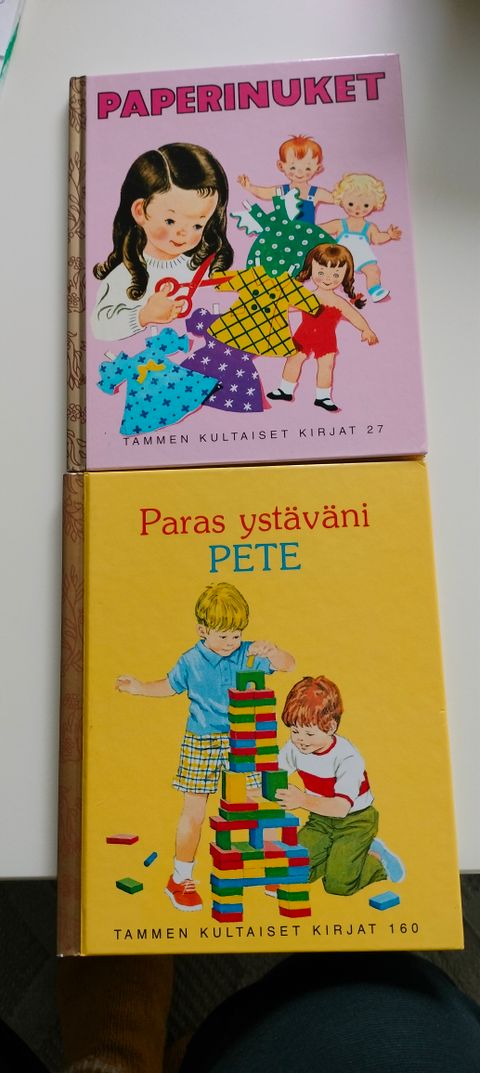 PAPERINUKET
TAMMEN KULTAISET KIRJAT 27
Paras ystäväni
PETE
TAMMEN KULTAISET KIRJAT 160